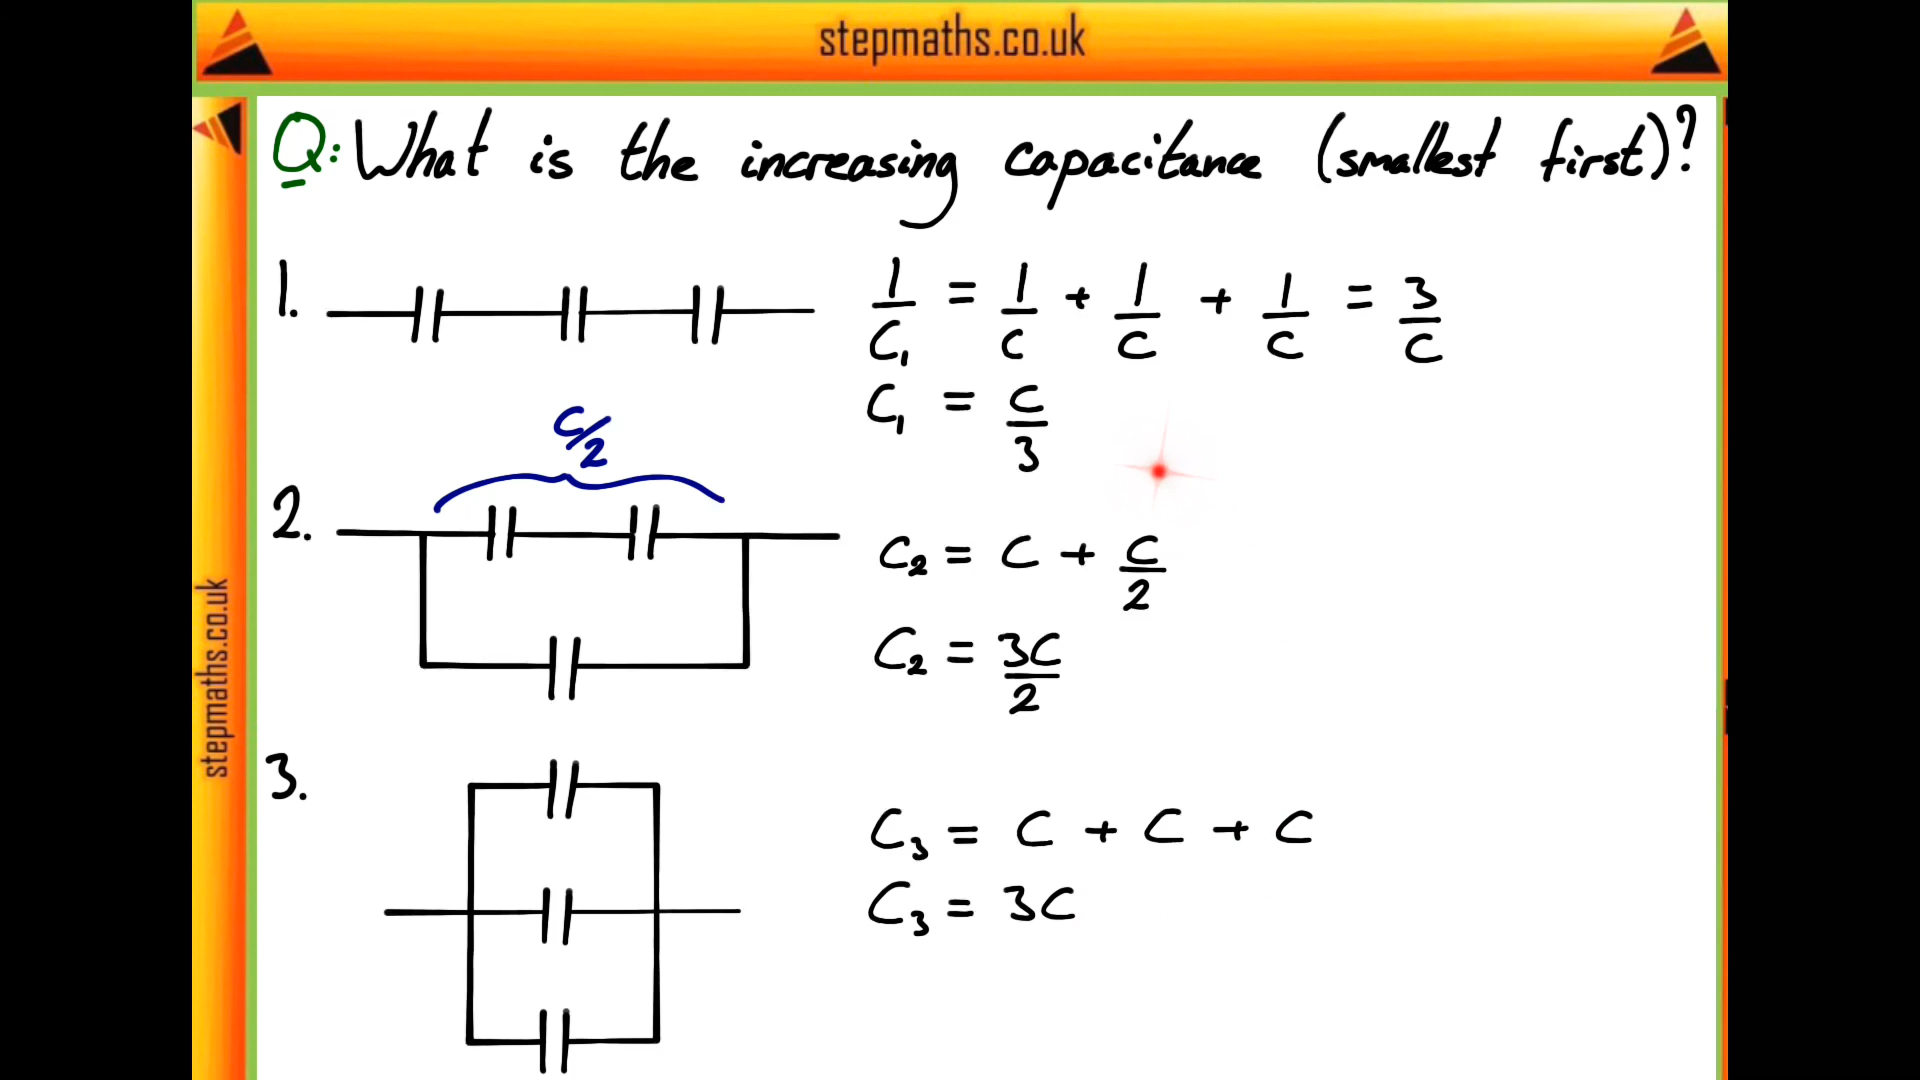 stepmaths.co.uk
stepmaths.co.uk
Q: What is the increasing capacitance (smallest first)?
1.
1/C₁ = 1/C + 1/C + 1/C = 3/C
C₁ = C/3
C/2
2.
C₂ = C + C/2
C₂ = 3C/2
3.
C₃ = C + C + C
C₃ = 3C